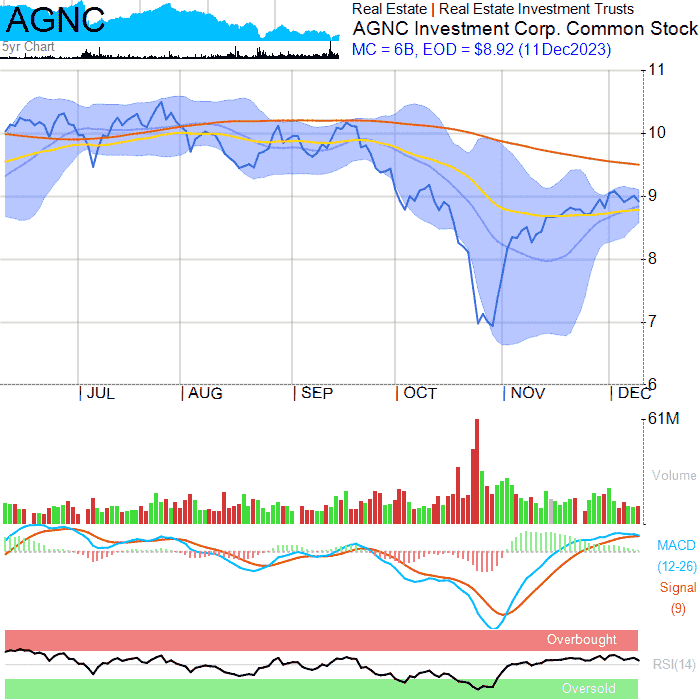 AGNC
5yr Chart
Real Estate | Real Estate Investment Trusts
AGNC Investment Corp. Common Stock
MC = 6B, EOD = $8.92 (11Dec2023)
11
10
9
8
7
6
| JUL | AUG | SEP | OCT | NOV | DEC
61M
Volume
MACD
(12-26)
Signal
(9)
Overbought
RSI(14)
Oversold